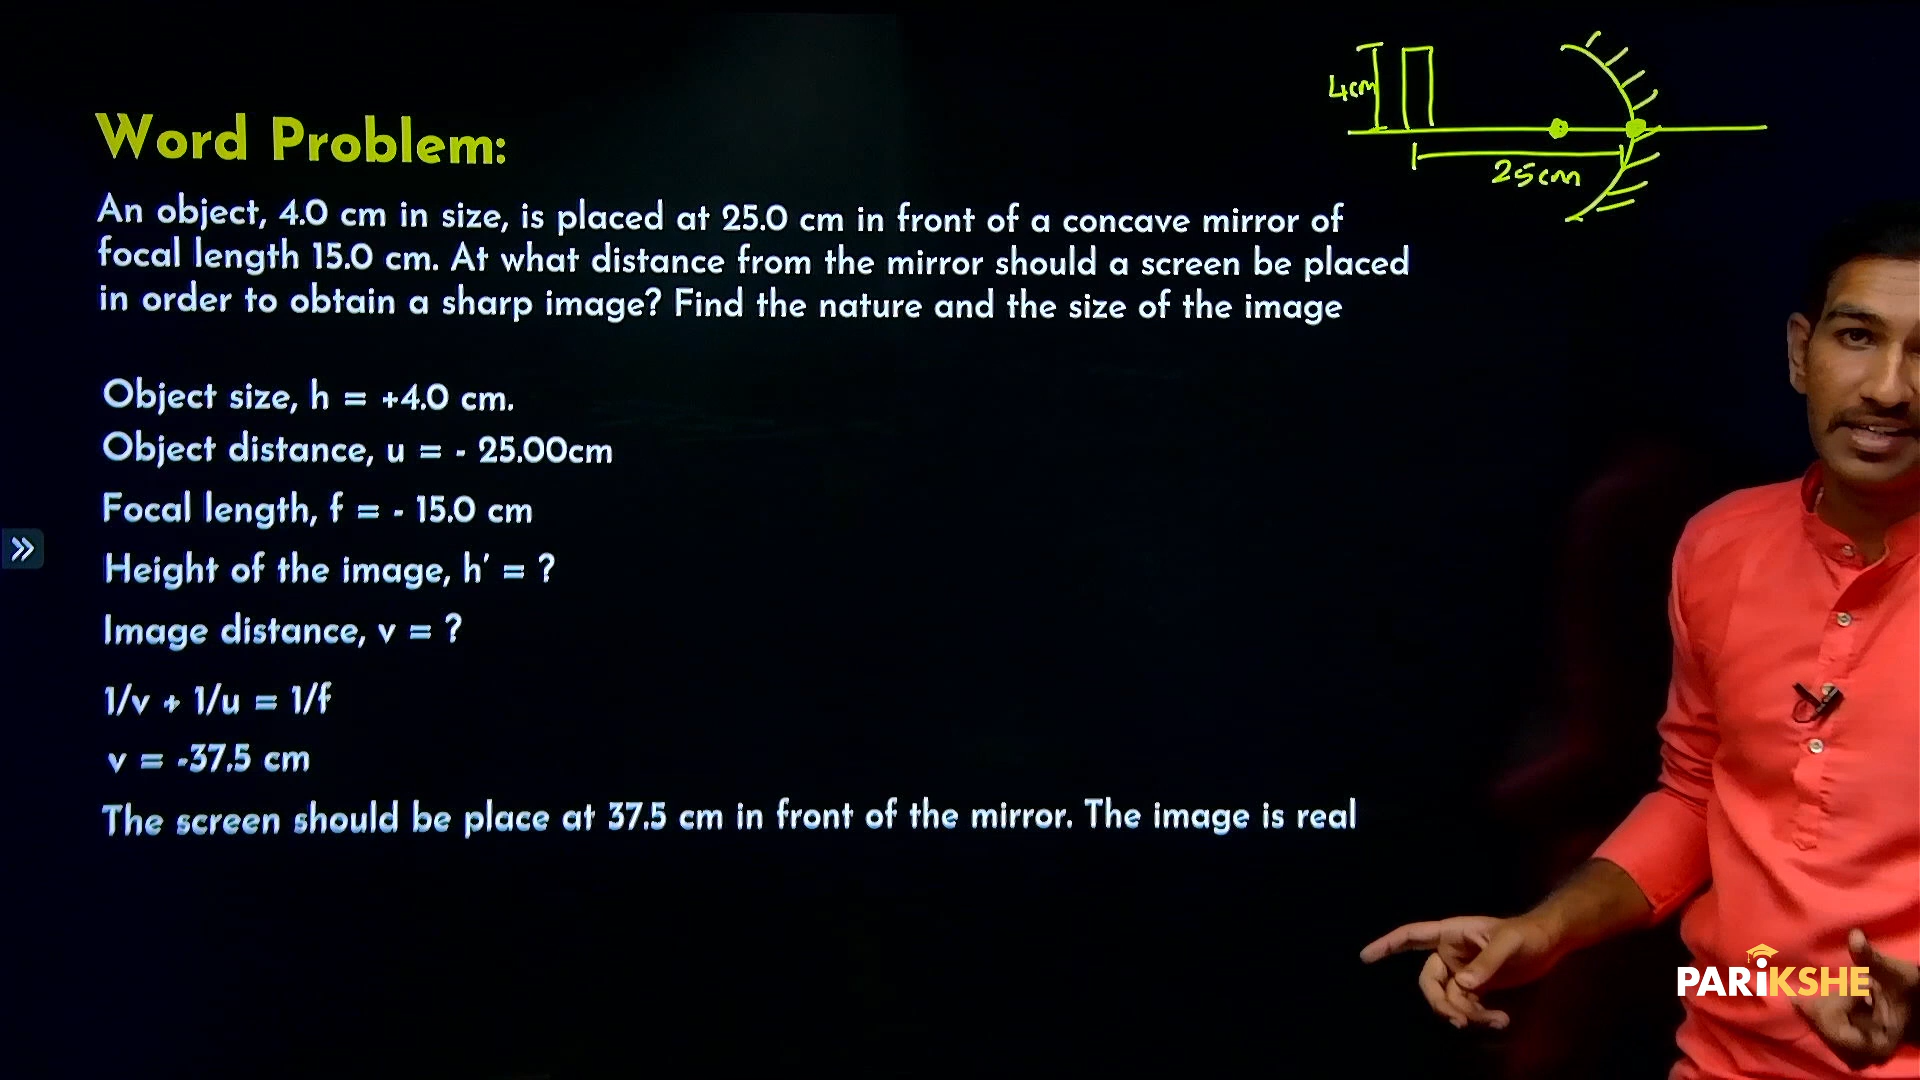 4cm
25cm
Word Problem:
An object, 4.0 cm in size, is placed at 25.0 cm in front of a concave mirror of
focal length 15.0 cm. At what distance from the mirror should a screen be placed
in order to obtain a sharp image? Find the nature and the size of the image
Object size, h = +4.0 cm.
Object distance, u = - 25.00cm
Focal length, f = - 15.0 cm
Height of the image, h' = ?
Image distance, v = ?
1/v + 1/u = 1/f
v = -37.5 cm
The screen should be place at 37.5 cm in front of the mirror. The image is real
PARiKSHE